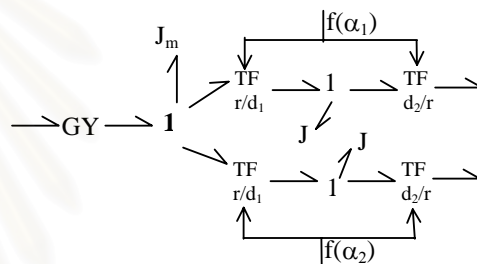 f(α₁)
Jₘ
TF TF
r/d₁ 1 d₂/r
GY 1 J J
TF TF
r/d₁ 1 d₂/r
f(α₂)